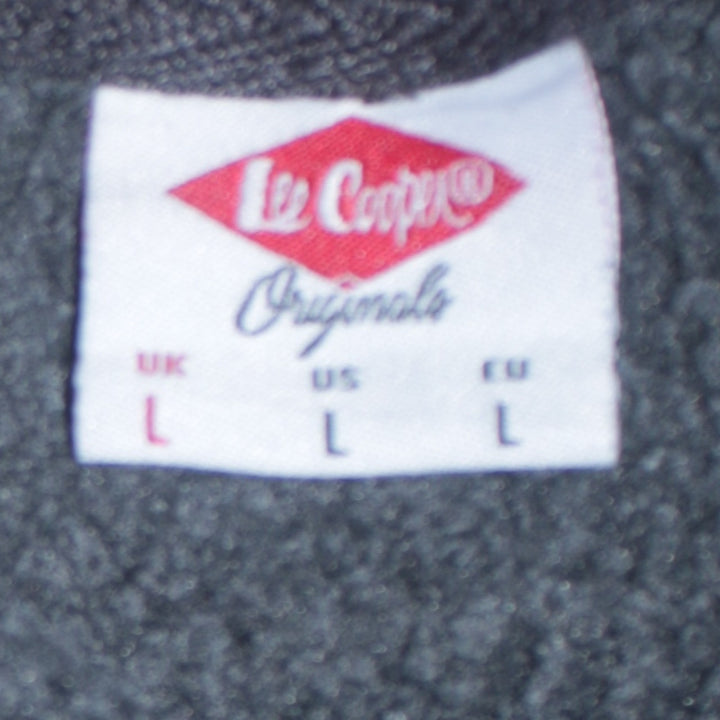 Lee Cooper®
Originals
UK US EU
L L L